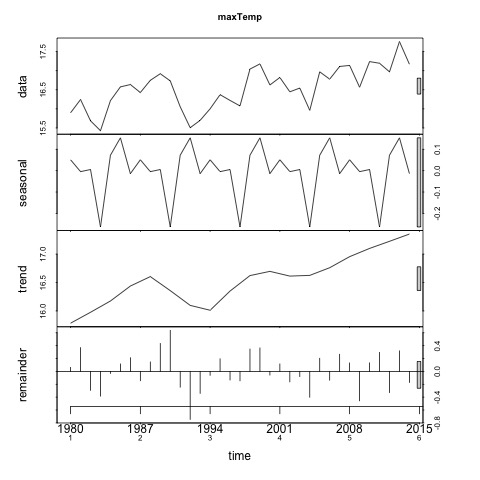 maxTemp
data
15.5 16.5 17.5
seasonal
-0.2 -0.1 0.0 0.1
trend
16.0 16.5 17.0
remainder
-0.8 -0.4 0.0 0.4
1980 1987 1994 2001 2008 2015
1 2 3 4 5 6
time